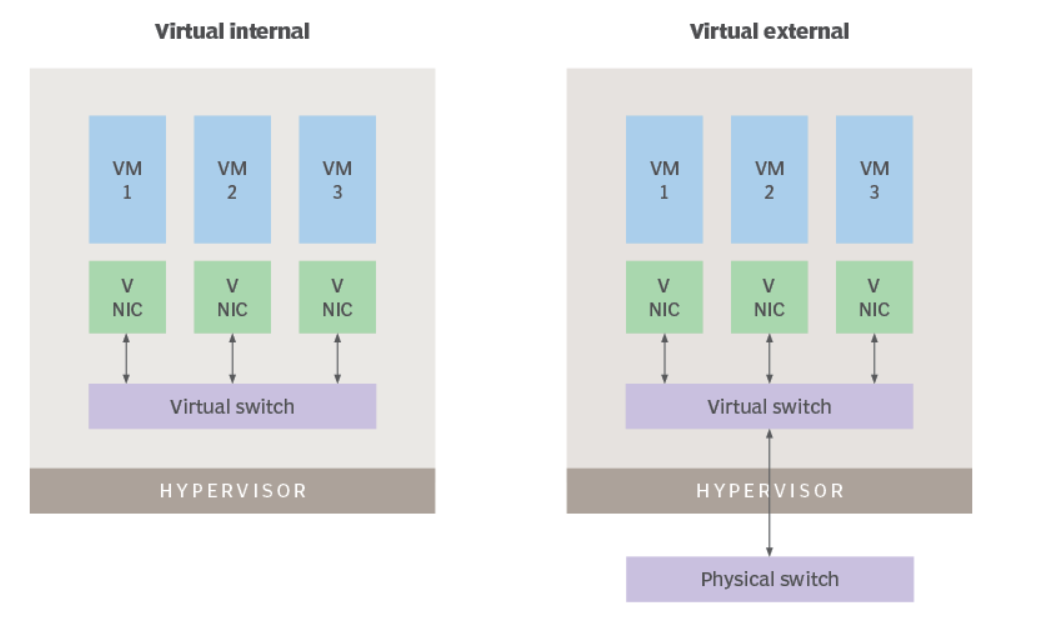 Virtual internal
VM
1
VM
2
VM
3
V
NIC
V
NIC
V
NIC
Virtual switch
HYPERVISOR
Virtual external
VM
1
VM
2
VM
3
V
NIC
V
NIC
V
NIC
Virtual switch
HYPERVISOR
Physical switch